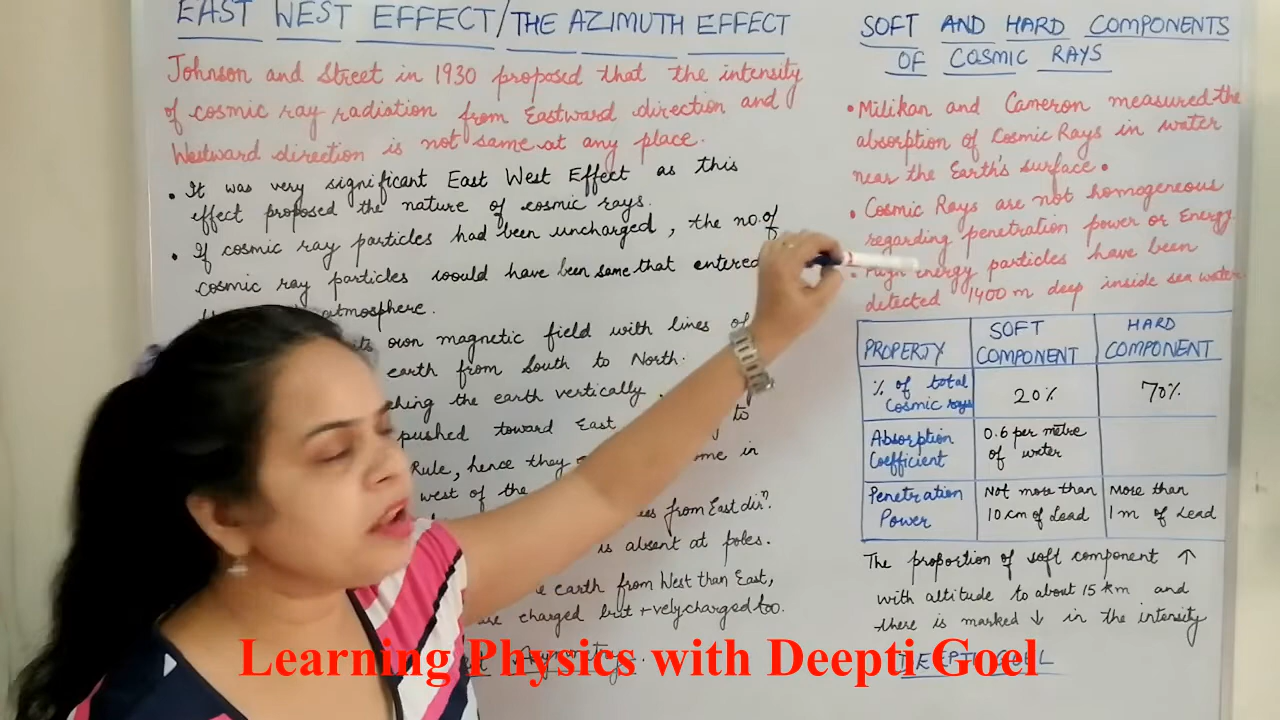 EAST WEST EFFECT/THE AZIMUTH EFFECT
Johnson and Street in 1930 proposed that the intensity
of cosmic ray radiation from Eastward direction and
Westward direction is not same at any place.
• It was very significant East West Effect as this
effect proposed the nature of cosmic rays.
• If cosmic ray particles had been uncharged, the no. of
cosmic ray particles would have been same that entered
atmosphere.
its own magnetic field with lines of
earth from South to North.
the earth vertically.
pushed toward East to
Rule, hence they in
west of the
from East dirⁿ.
is absent at poles.
earth from West than East,
charged but +vely charged too.
SOFT AND HARD COMPONENTS
OF COSMIC RAYS
• Milikan and Cameron measured the
absorption of Cosmic Rays in water
near the Earth's surface.
• Cosmic Rays are not homogeneous
regarding penetration power or Energy.
• High energy particles have been
detected 1400 m deep inside sea water.
PROPERTY SOFT COMPONENT HARD COMPONENT
% of total Cosmic rays 20% 70%
Absorption Coefficient 0.6 per metre of water
Penetration Power Not more than 10 cm of Lead More than 1 m of Lead
The proportion of soft component ↑
with altitude to about 15 km and
there is marked ↓ in the intensity
DEEPTI GOEL
Learning Physics with Deepti Goel